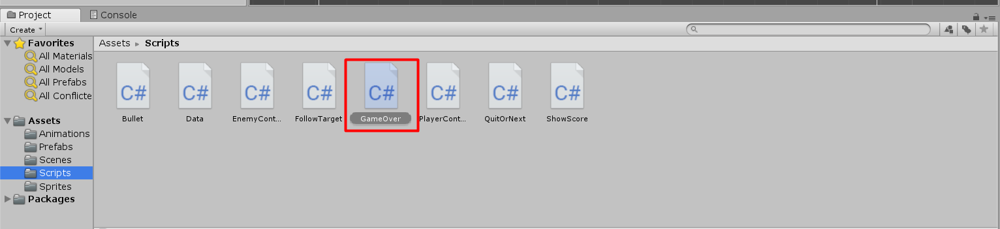 Project
Console
Create
Favorites
All Materials
All Models
All Prefabs
All Conflicte
Assets
Animations
Prefabs
Scenes
Scripts
Sprites
Packages
Assets ▸ Scripts
C# C# C# C# C# C# C# C#
Bullet Data EnemyCont... FollowTarget GameOver PlayerCont... QuitOrNext ShowScore